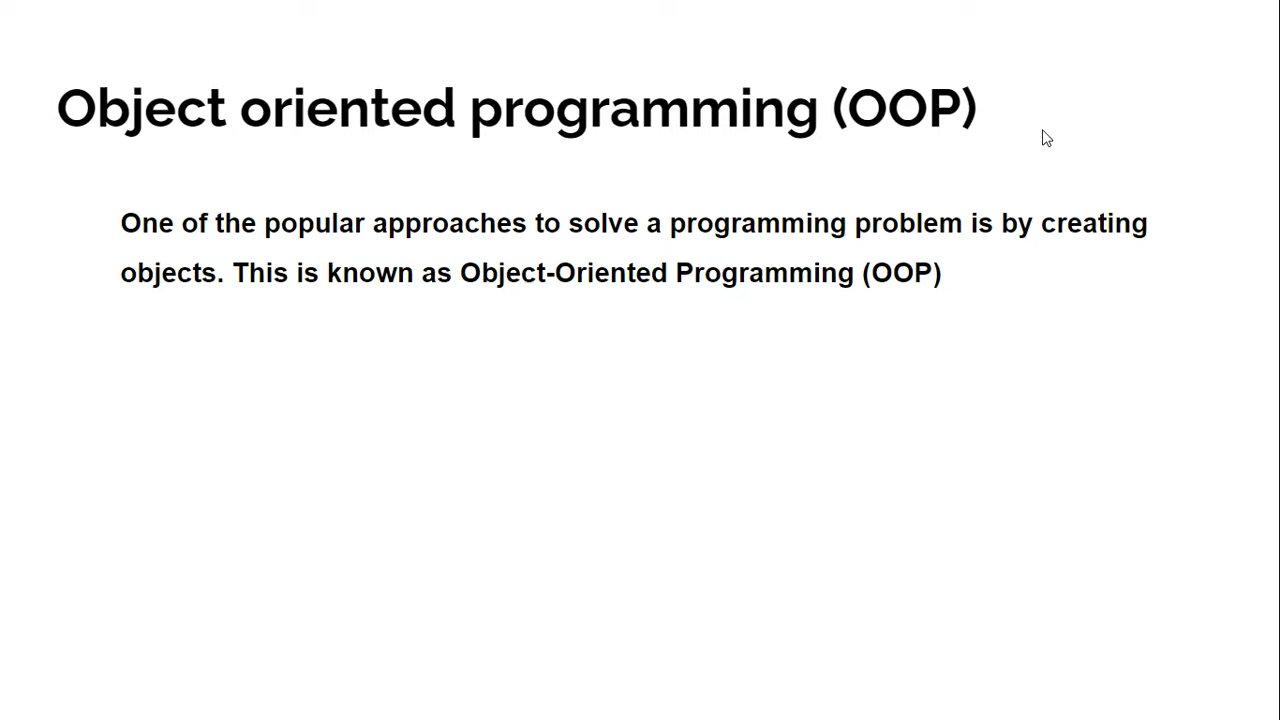 Object oriented programming (OOP)
One of the popular approaches to solve a programming problem is by creating
objects. This is known as Object-Oriented Programming (OOP)